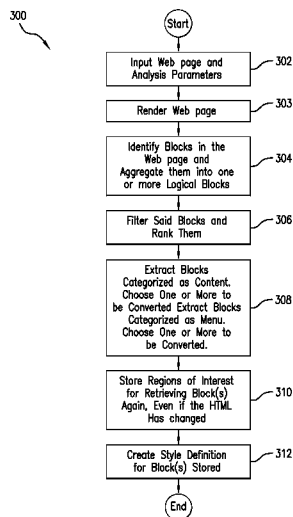 300
Start
Input Web page and
Analysis Parameters
302
Render Web page
303
Identify Blocks in the
Web page and
Aggregate them into one
or more Logical Blocks
304
Filter Said Blocks and
Rank Them
306
Extract Blocks
Categorized as Content.
Choose One or More to
be Converted Extract Blocks
Categorized as Menu.
Choose One or More to
be Converted.
308
Store Regions of Interest
for Retrieving Block(s)
Again, Even if the HTML
Has changed
310
Create Style Definition
for Block(s) Stored
312
End